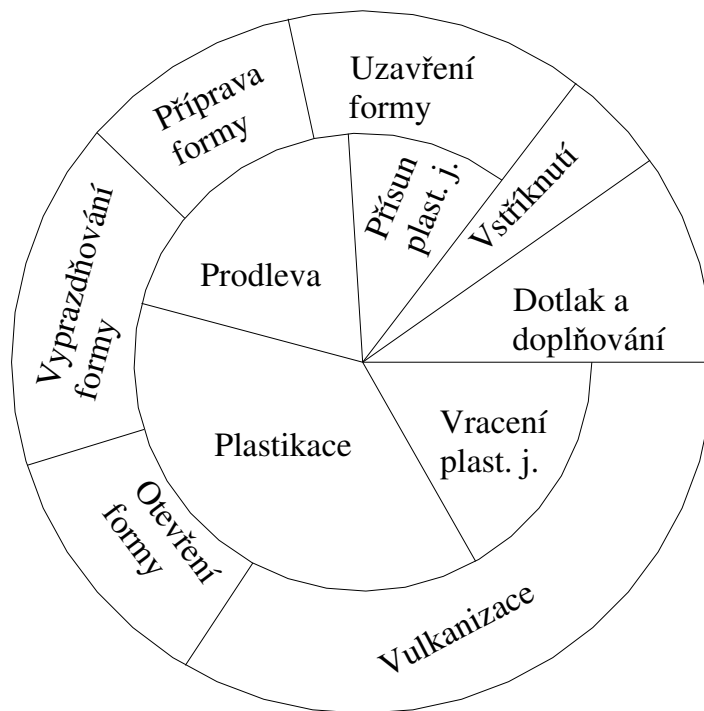 Uzavření
formy
Příprava
formy
Přísun
plast. j.
Vstříknutí
Vyprazdňování
formy
Prodleva
Dotlak a
doplňování
Plastikace
Vracení
plast. j.
Otevření
formy
Vulkanizace